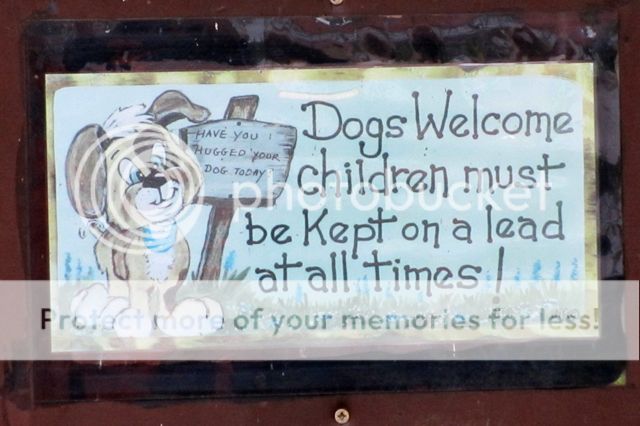 HAVE YOU
HUGGED YOUR
DOG TODAY
Dogs Welcome
children must
be Kept on a lead
at all times!
photobucket
Protect more of your memories for less!